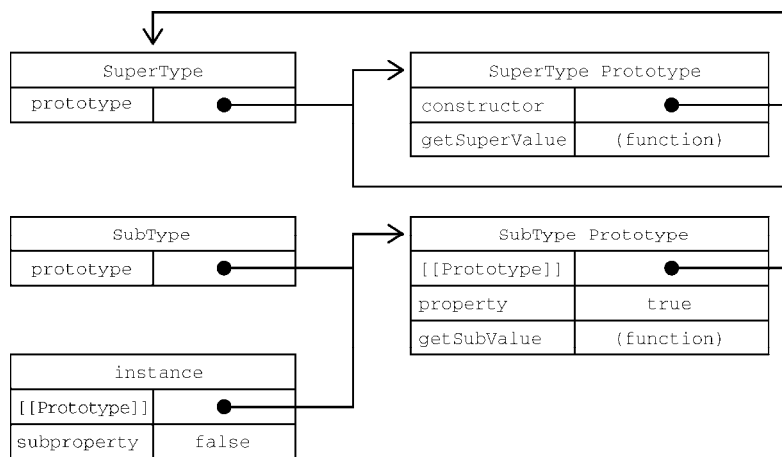 SuperType
prototype
SuperType Prototype
constructor
getSuperValue (function)
SubType
prototype
SubType Prototype
[[Prototype]]
property true
getSubValue (function)
instance
[[Prototype]]
subproperty false